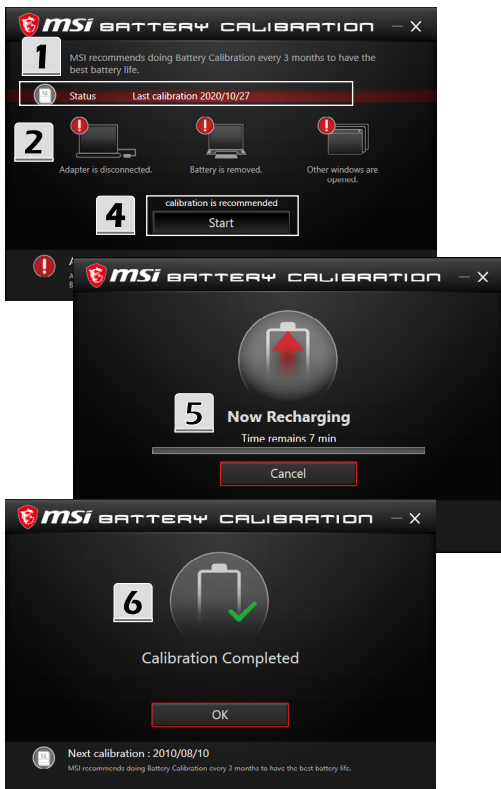 msi BATTERY CALIBRATION
1
MSI recommends doing Battery Calibration every 3 months to have the
best battery life.
Status Last calibration 2020/10/27
2
Adapter is disconnected. Battery is removed. Other windows are
opened.
calibration is recommended
4
Start
msi BATTERY CALIBRATION
5
Now Recharging
Time remains 7 min
Cancel
msi BATTERY CALIBRATION
6
Calibration Completed
OK
Next calibration : 2010/08/10
MSI recommends doing Battery Calibration every 3 months to have the best battery life.